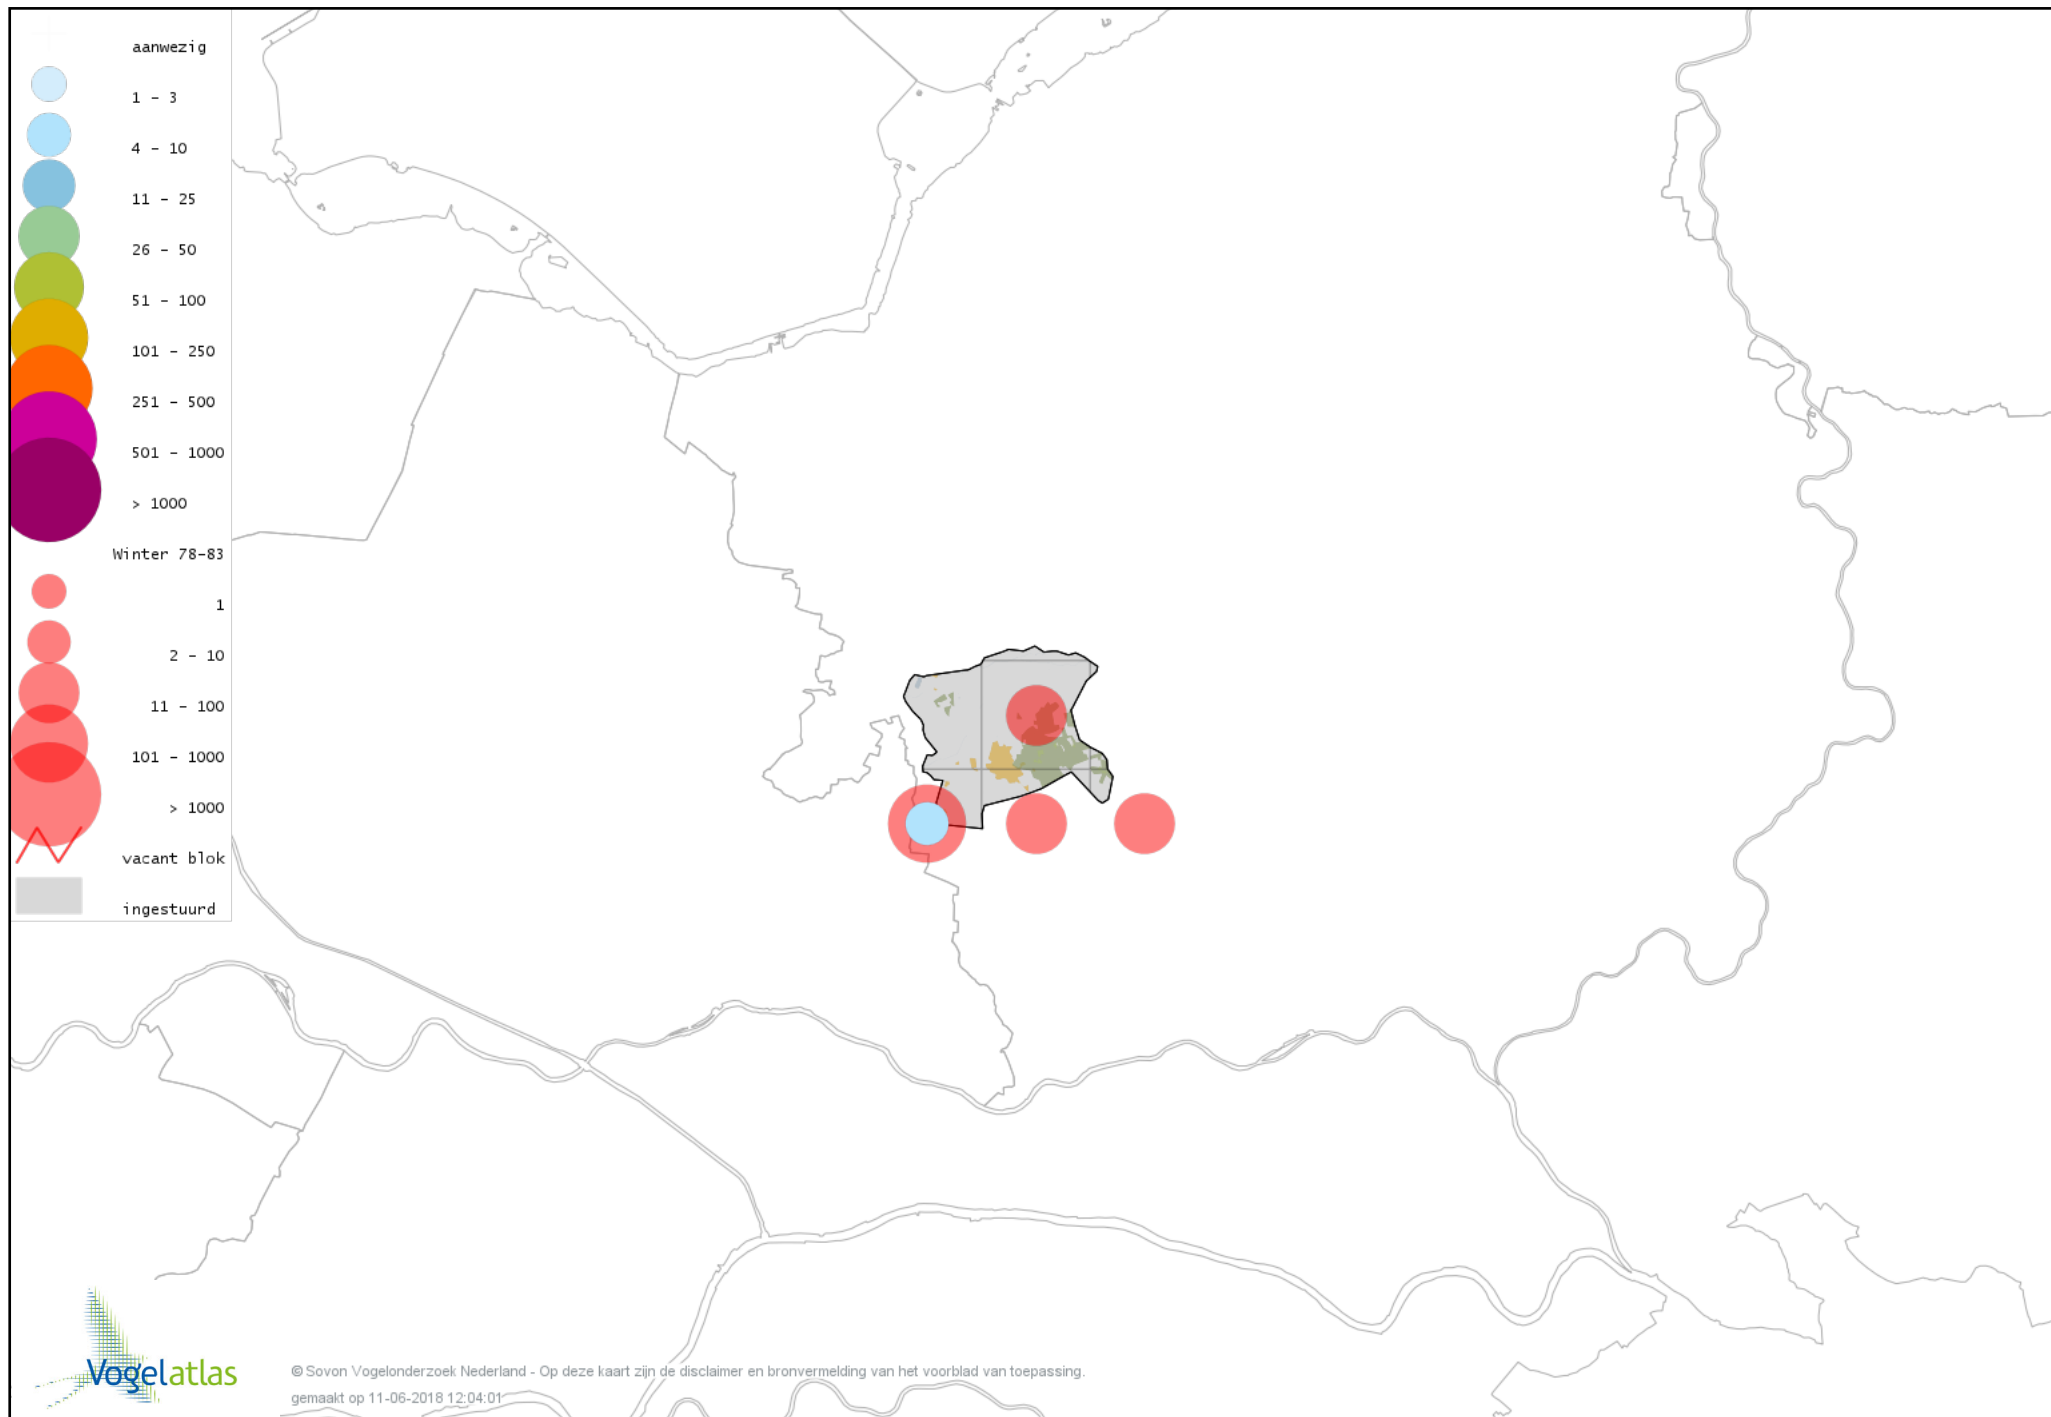 aanwezig
1 - 3
4 - 10
11 - 25
26 - 50
51 - 100
101 - 250
251 - 500
501 - 1000
> 1000
Winter 78-83
1
2 - 10
11 - 100
101 - 1000
> 1000
vacant blok
ingestuurd
Vogelatlas
© Sovon Vogelonderzoek Nederland - Op deze kaart zijn de disclaimer en bronvermelding van het voorblad van toepassing.
gemaakt op 11-06-2018 12:04:01